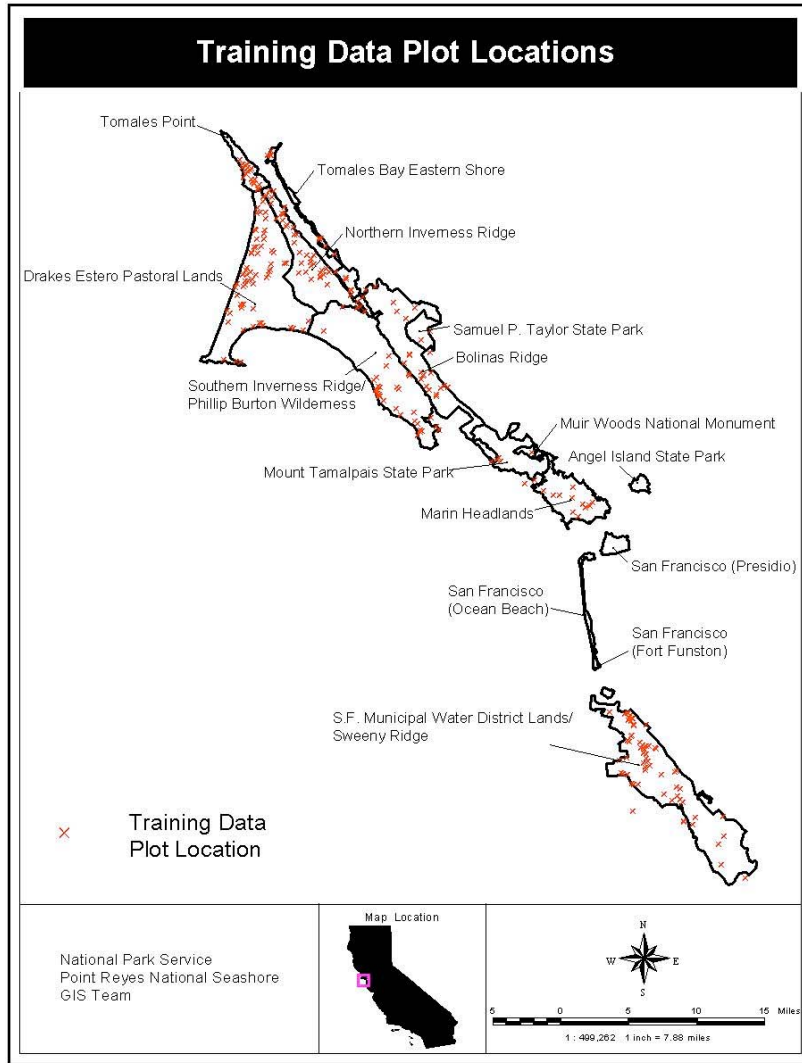 Training Data Plot Locations
Tomales Point
Tomales Bay Eastern Shore
Northern Inverness Ridge
Drakes Estero Pastoral Lands
Samuel P. Taylor State Park
Bolinas Ridge
Southern Inverness Ridge/
Phillip Burton Wilderness
Muir Woods National Monument
Angel Island State Park
Mount Tamalpais State Park
Marin Headlands
San Francisco (Presidio)
San Francisco
(Ocean Beach)
San Francisco
(Fort Funston)
S.F. Municipal Water District Lands/
Sweeny Ridge
Training Data
Plot Location
National Park Service
Point Reyes National Seashore
GIS Team
Map Location
N
W E
S
5 0 5 10 15 Miles
1 : 499,262 1 inch = 7.88 miles